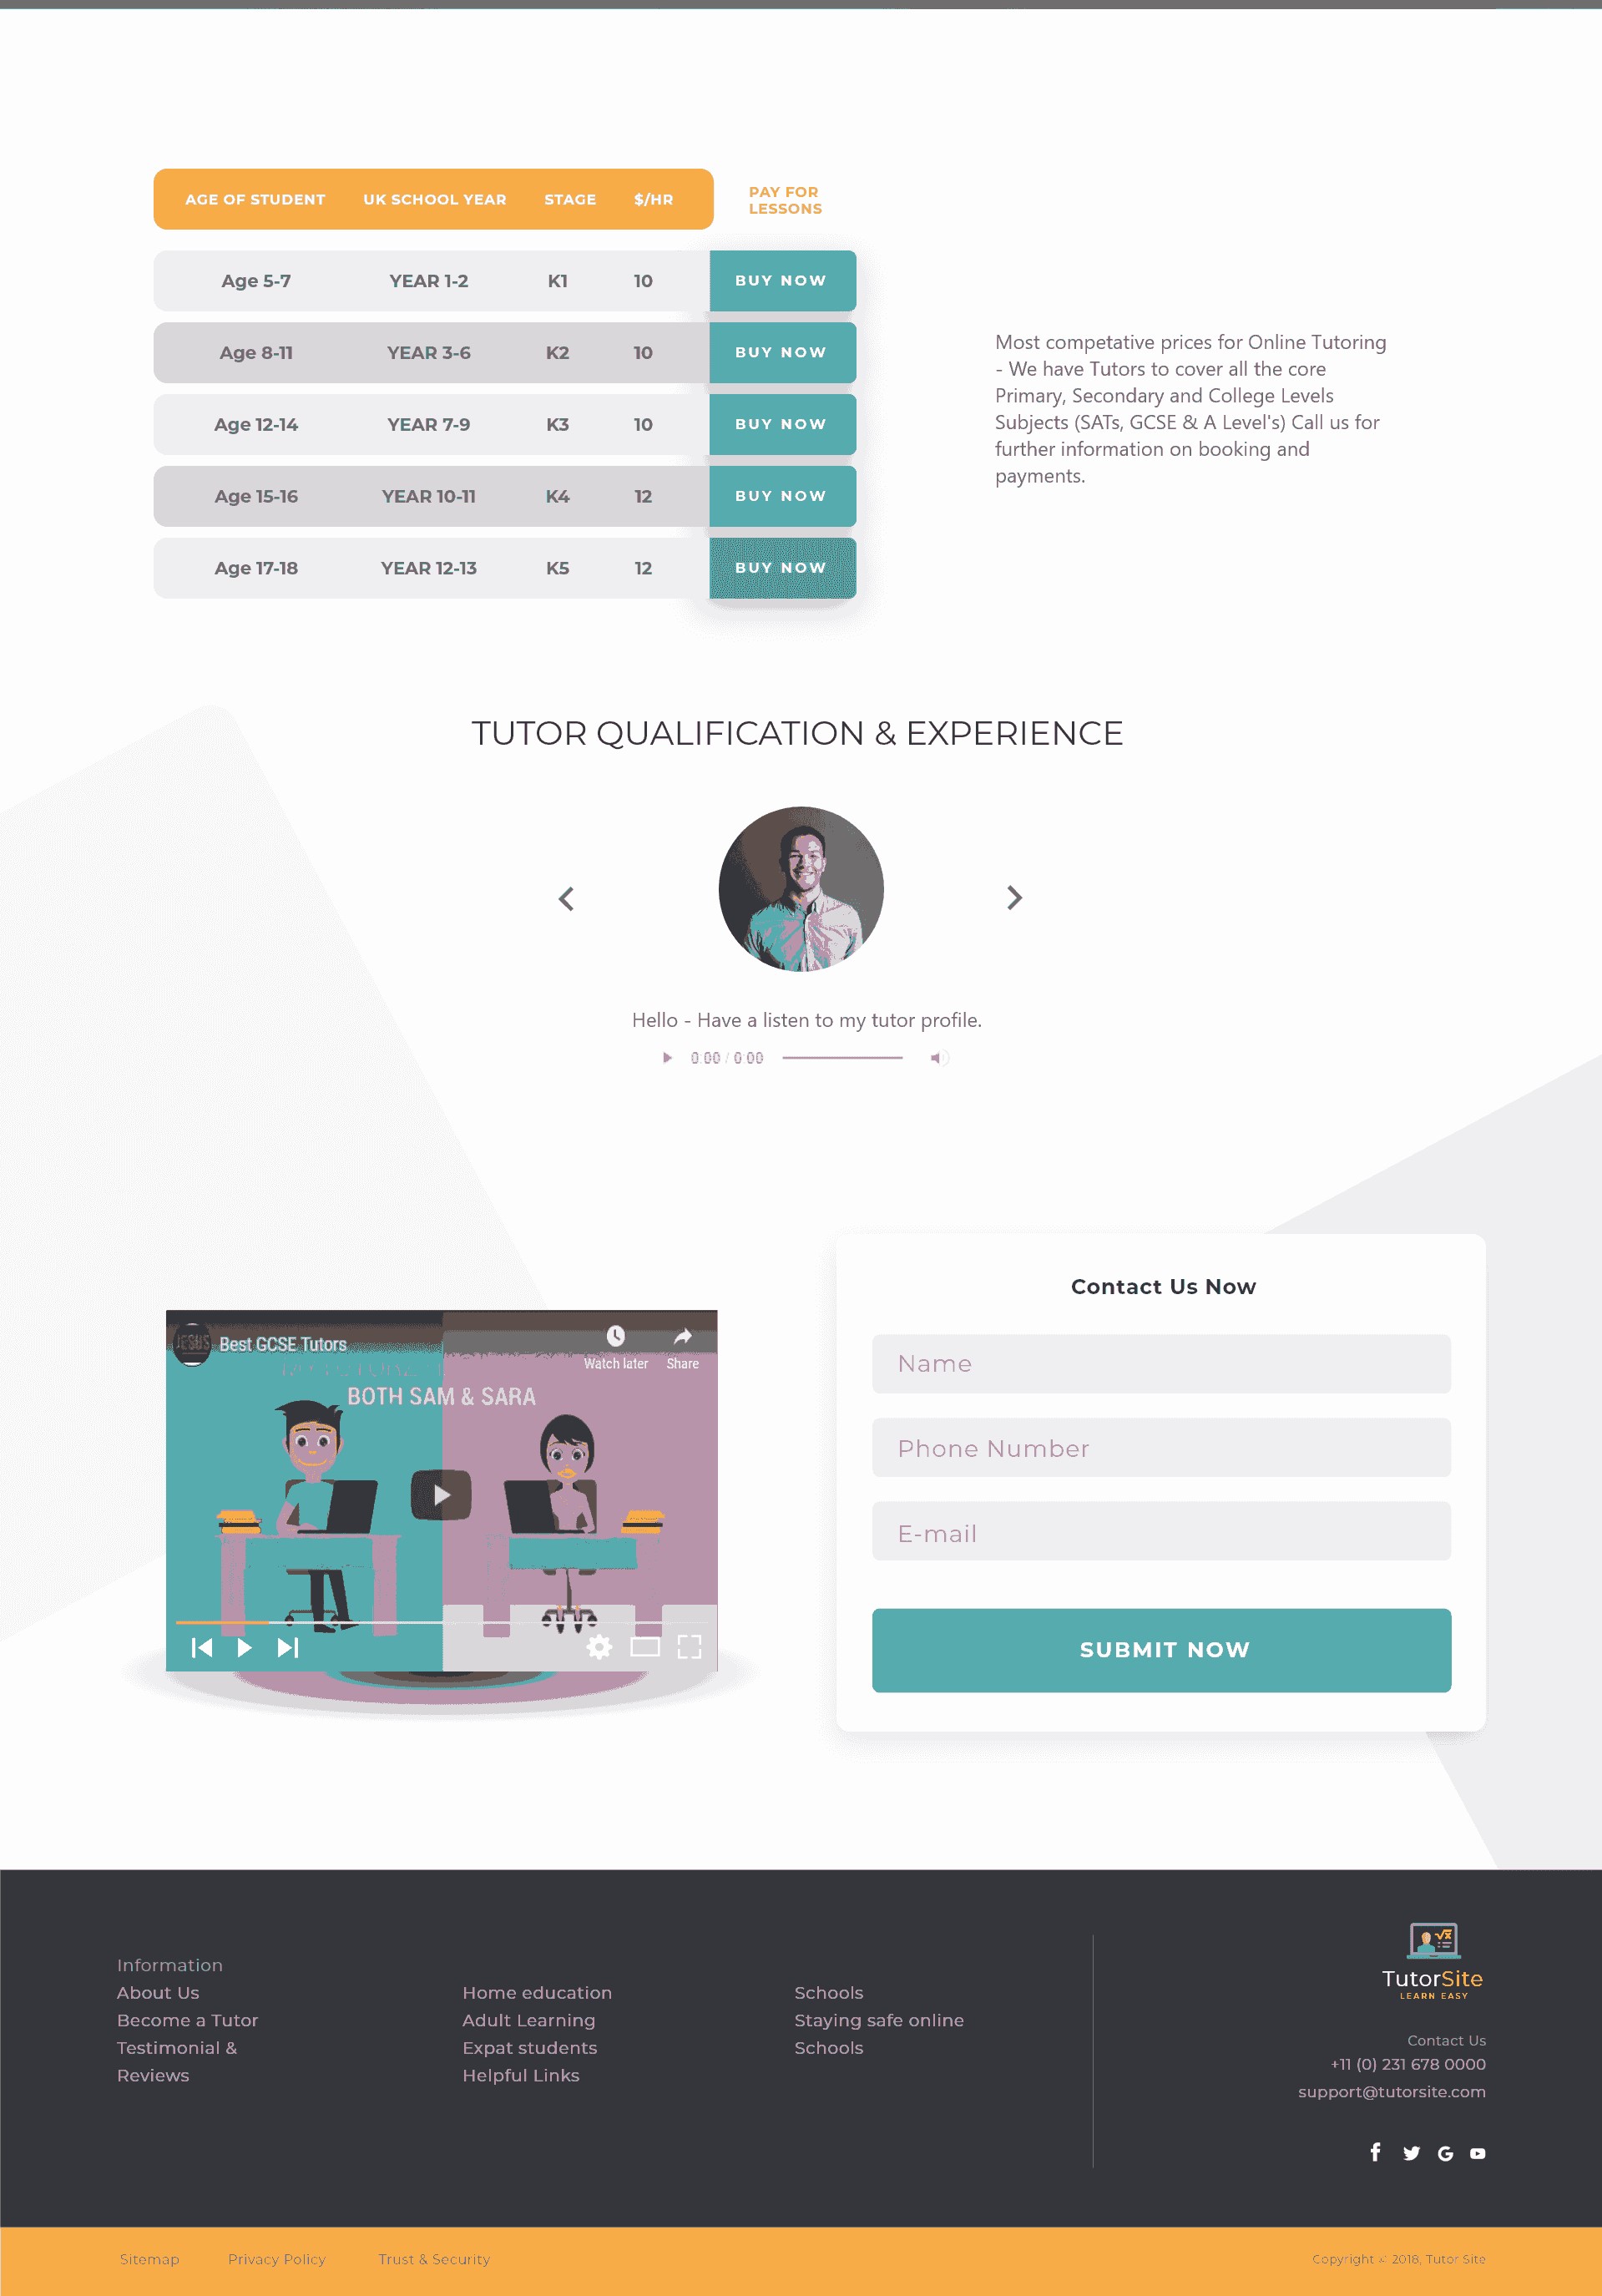 AGE OF STUDENT UK SCHOOL YEAR STAGE $/HR
PAY FOR
LESSONS
Age 5-7 YEAR 1-2 K1 10 BUY NOW
Age 8-11 YEAR 3-6 K2 10 BUY NOW
Age 12-14 YEAR 7-9 K3 10 BUY NOW
Age 15-16 YEAR 10-11 K4 12 BUY NOW
Age 17-18 YEAR 12-13 K5 12 BUY NOW
Most competative prices for Online Tutoring
- We have Tutors to cover all the core
Primary, Secondary and College Levels
Subjects (SATs, GCSE & A Level's) Call us for
further information on booking and
payments.
TUTOR QUALIFICATION & EXPERIENCE
Hello - Have a listen to my tutor profile.
0:00 / 0:00
JESUS
Best GCSE Tutors
Watch later Share
BOTH SAM & SARA
Contact Us Now
Name
Phone Number
E-mail
SUBMIT NOW
Information
About Us
Become a Tutor
Testimonial &
Reviews
Home education
Adult Learning
Expat students
Helpful Links
Schools
Staying safe online
Schools
√x
TutorSite
LEARN EASY
Contact Us
+11 (0) 231 678 0000
support@tutorsite.com
Sitemap Privacy Policy Trust & Security
Copyright © 2018, Tutor Site